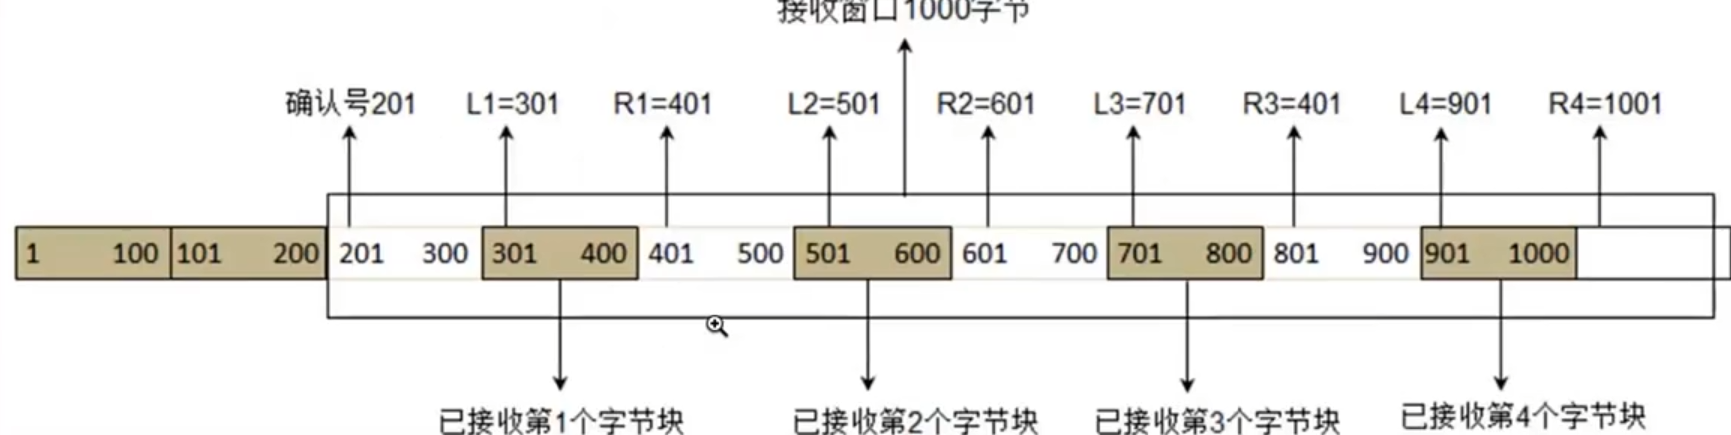 接收窗口1000字节
确认号201 L1=301 R1=401 L2=501 R2=601 L3=701 R3=401 L4=901 R4=1001
1 100 101 200 201 300 301 400 401 500 501 600 601 700 701 800 801 900 901 1000
已接收第1个字节块 已接收第2个字节块 已接收第3个字节块 已接收第4个字节块